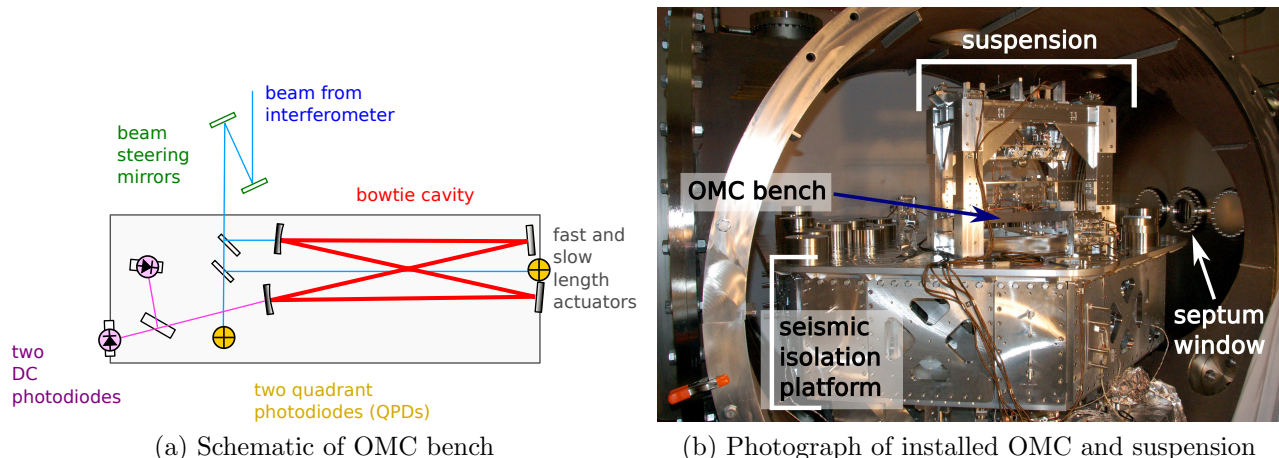 beam from
interferometer
beam
steering
mirrors
bowtie cavity
fast and
slow
length
actuators
two
DC
photodiodes
two quadrant
photodiodes (QPDs)
(a) Schematic of OMC bench
suspension
OMC bench
seismic
isolation
platform
septum
window
(b) Photograph of installed OMC and suspension